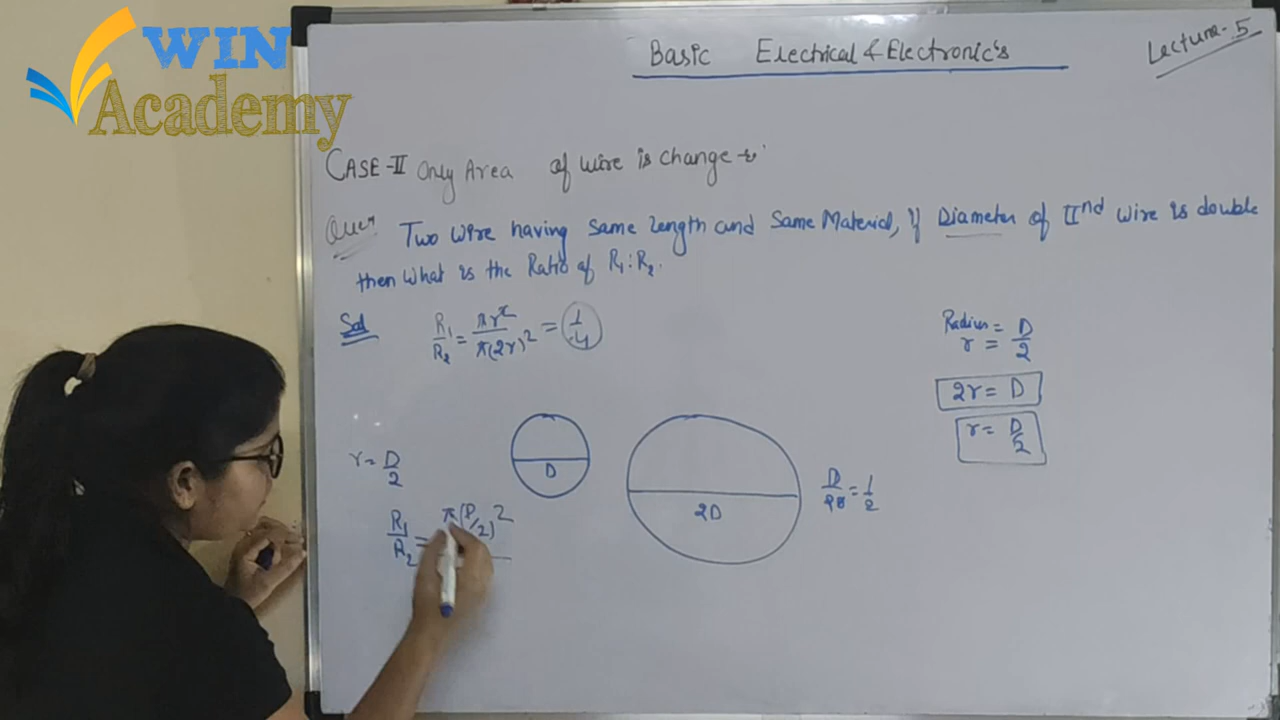 WIN
Academy
Basic Electrical & Electronic's
Lecture-5
CASE-II Only Area of wire is change
Ques Two Wire having Same length and Same Material, if Diameter of IInd wire is double
then What is the Ratio of R₁:R₂.
Sol R₁/R₂ = πr²/π(2r)² = 1/4
Radius =
r = D/2
2r = D
r = D/2
r = D/2
D
2D
= 1/2
R₁/R₂ = π(D/2)²